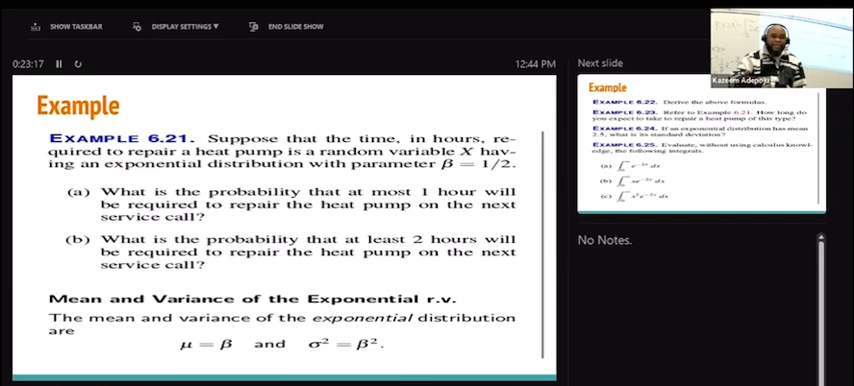 SHOW TASKBAR
DISPLAY SETTINGS ▼
END SLIDE SHOW
0:23:17
12:44 PM
Example
EXAMPLE 6.21. Suppose that the time, in hours, re-
quired to repair a heat pump is a random variable X hav-
ing an exponential distribution with parameter β = 1/2.
(a) What is the probability that at most 1 hour will
be required to repair the heat pump on the next
service call?
(b) What is the probability that at least 2 hours will
be required to repair the heat pump on the next
service call?
Mean and Variance of the Exponential r.v.
The mean and variance of the exponential distribution
are
μ = β and σ² = β².
Kazeem
Next slide
Example
EXAMPLE 6.22. Derive the above formulas.
EXAMPLE 6.23. Refer to Example 6.21. How long do
you expect to take to repair a heat pump of this type?
EXAMPLE 6.24. If an exponential distribution has mean
2.5, what is its standard deviation?
EXAMPLE 6.25. Evaluate, without using calculus knowl-
edge, the following integrals.
(a)
(b)
(c)
No Notes.